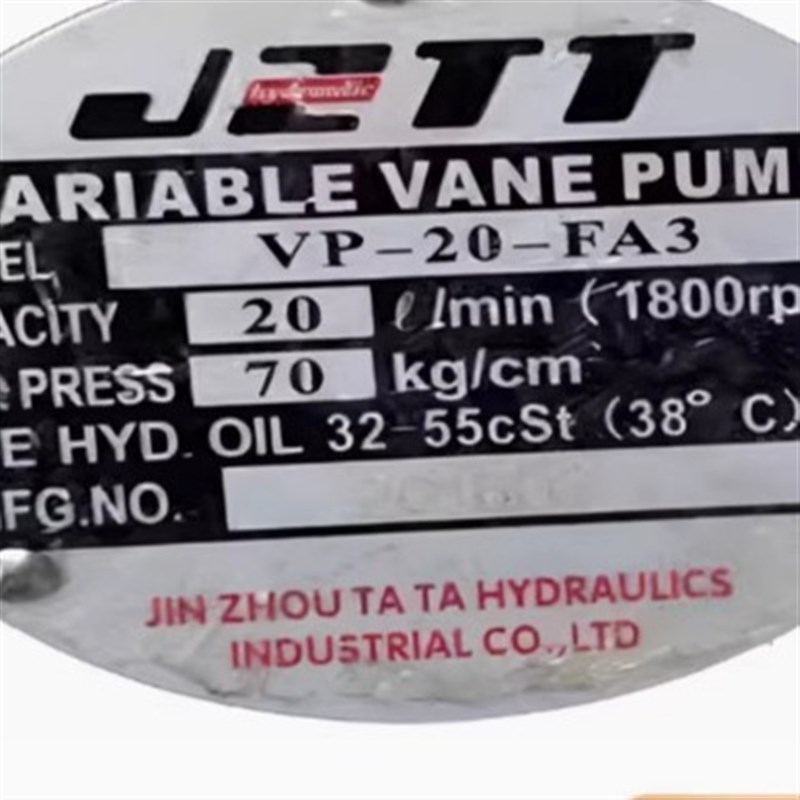 JETT
hydraulic
ARIABLE VANE PUM
EL VP-20-FA3
ACITY 20 ℓ/min (1800rp
PRESS 70 kg/cm
E HYD. OIL 32-55cSt (38° C)
FG.NO.
JIN ZHOU TA TA HYDRAULICS
INDUSTRIAL CO.,LTD